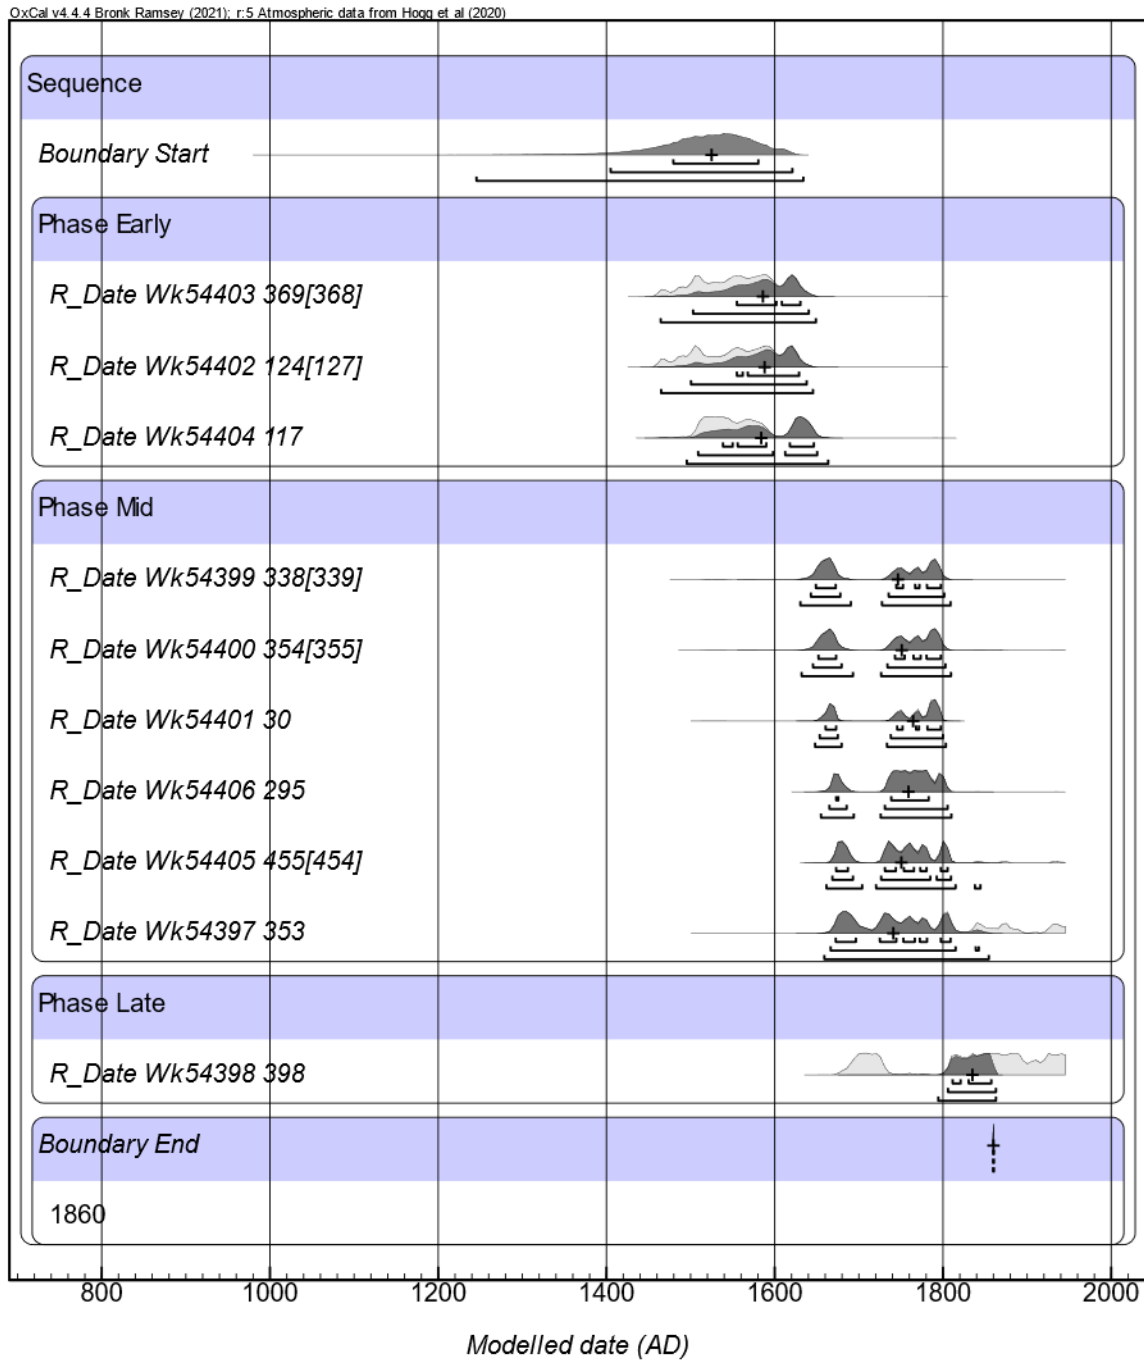 OxCal v4.4.4 Bronk Ramsey (2021); r:5 Atmospheric data from Hogg et al (2020)
Sequence
Boundary Start
Phase Early
R_Date Wk54403 369[368]
R_Date Wk54402 124[127]
R_Date Wk54404 117
Phase Mid
R_Date Wk54399 338[339]
R_Date Wk54400 354[355]
R_Date Wk54401 30
R_Date Wk54406 295
R_Date Wk54405 455[454]
R_Date Wk54397 353
Phase Late
R_Date Wk54398 398
Boundary End
1860
800 1000 1200 1400 1600 1800 2000
Modelled date (AD)